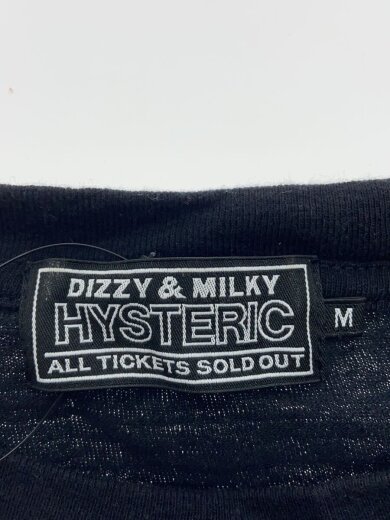 DIZZY & MILKY
HYSTERIC
ALL TICKETS SOLD OUT
M